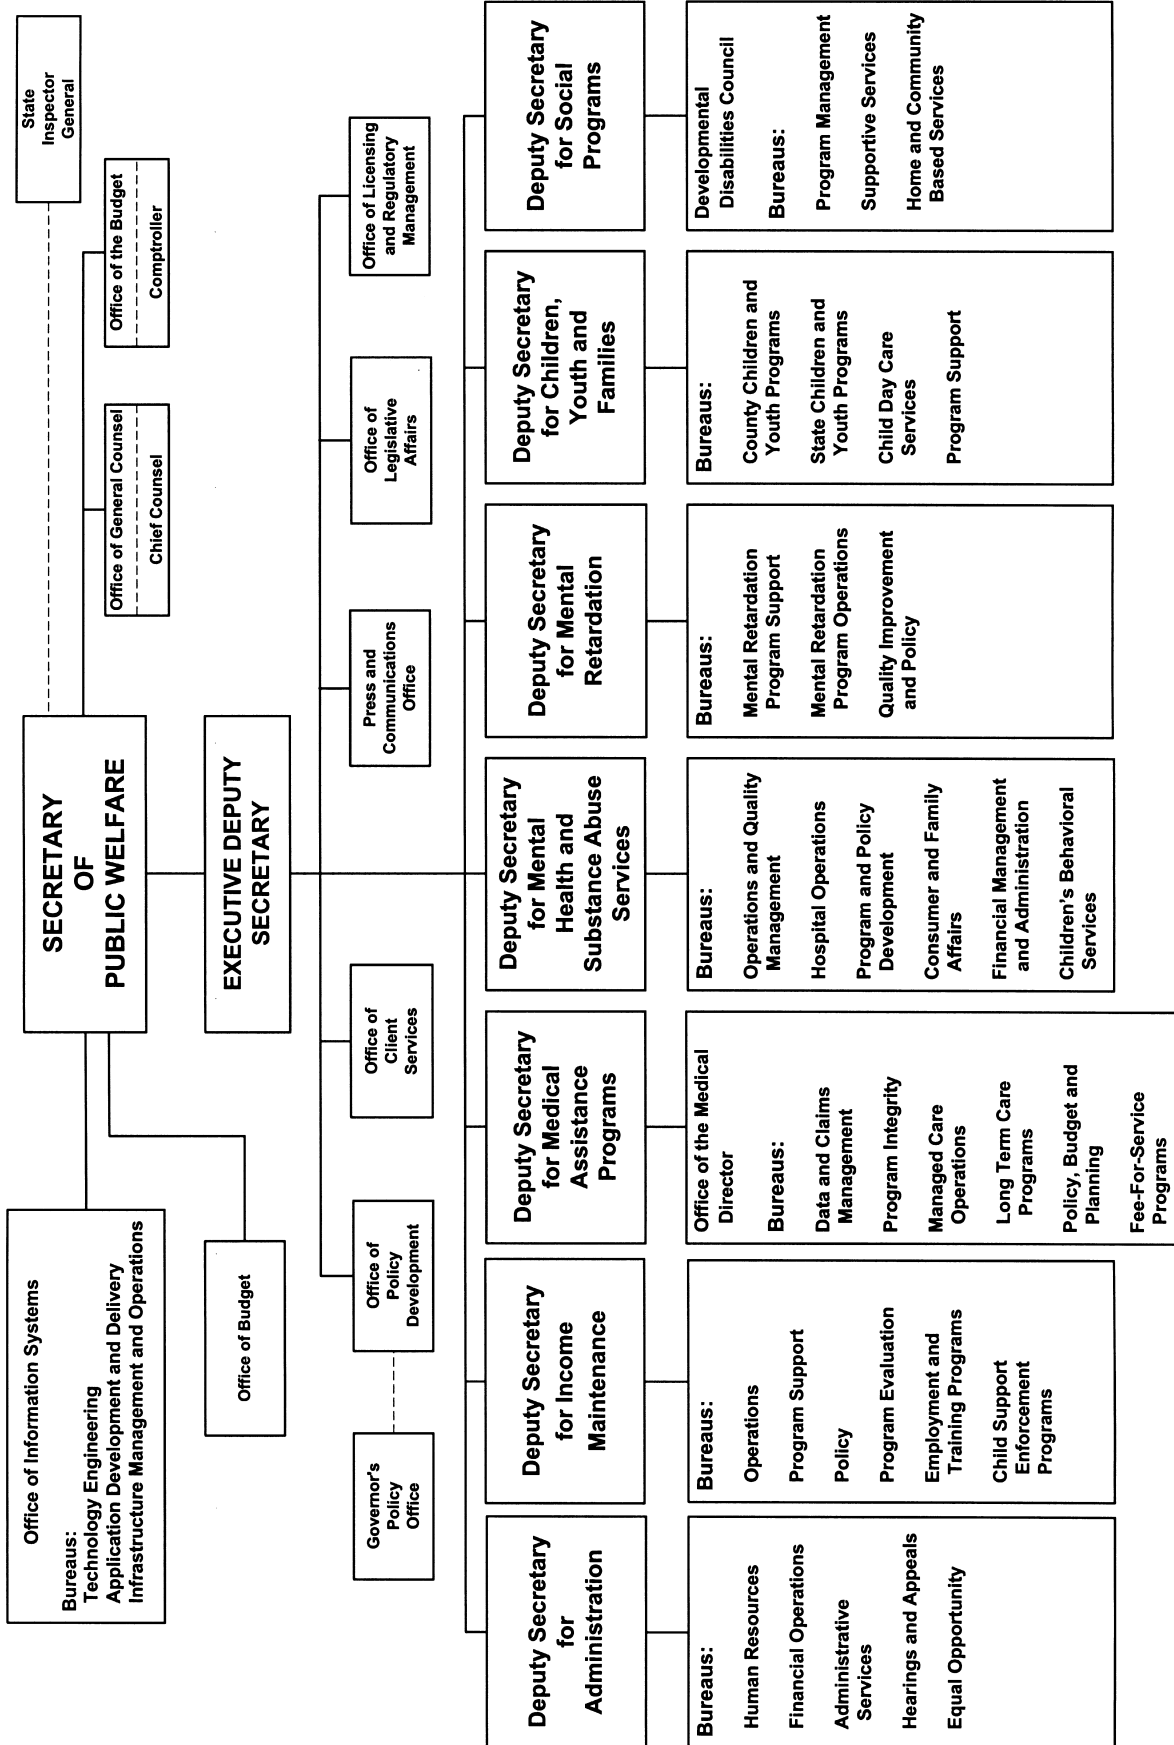 State
Inspector
General
Office of the Budget
Comptroller
Office of General Counsel
Chief Counsel
SECRETARY
OF
PUBLIC WELFARE
Office of Information Systems
Bureaus:
Technology Engineering
Application Development and Delivery
Infrastructure Management and Operations
Office of Budget
EXECUTIVE DEPUTY
SECRETARY
Governor's
Policy
Office
Office of
Policy
Development
Office of
Client
Services
Press and
Communications
Office
Office of
Legislative
Affairs
Office of Licensing
and Regulatory
Management
Deputy Secretary
for
Administration
Bureaus:
Human Resources
Financial Operations
Administrative
Services
Hearings and Appeals
Equal Opportunity
Deputy Secretary
for Income
Maintenance
Bureaus:
Operations
Program Support
Policy
Program Evaluation
Employment and
Training Programs
Child Support
Enforcement
Programs
Deputy Secretary
for Medical
Assistance
Programs
Office of the Medical
Director
Bureaus:
Data and Claims
Management
Program Integrity
Managed Care
Operations
Long Term Care
Programs
Policy, Budget and
Planning
Fee-For-Service
Programs
Deputy Secretary
for Mental
Health and
Substance Abuse
Services
Bureaus:
Operations and Quality
Management
Hospital Operations
Program and Policy
Development
Consumer and Family
Affairs
Financial Management
and Administration
Children's Behavioral
Services
Deputy Secretary
for Mental
Retardation
Bureaus:
Mental Retardation
Program Support
Mental Retardation
Program Operations
Quality Improvement
and Policy
Deputy Secretary
for Children,
Youth and
Families
Bureaus:
County Children and
Youth Programs
State Children and
Youth Programs
Child Day Care
Services
Program Support
Deputy Secretary
for Social
Programs
Developmental
Disabilities Council
Bureaus:
Program Management
Supportive Services
Home and Community
Based Services